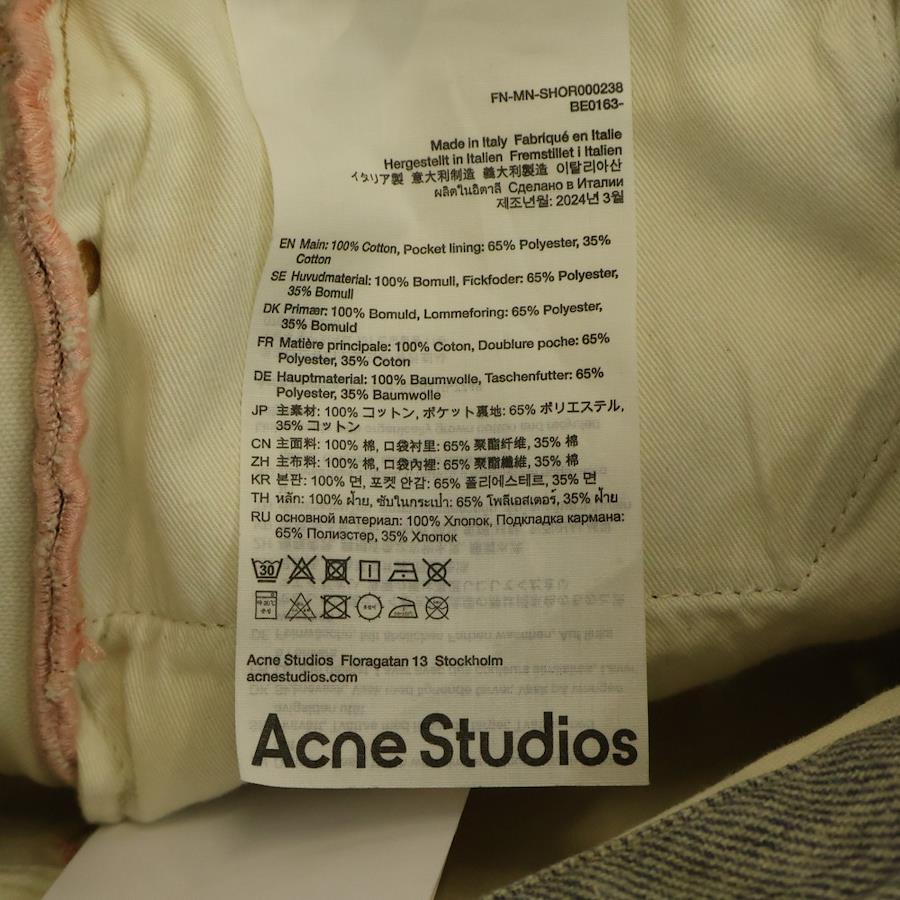 FN-MN-SHOR000238
BE0163-
Made in Italy Fabriqué en Italie
Hergestellt in Italien Fremstillet i Italien
イタリア製 意大利制造 義大利製造 이탈리아산
ผลิตในอิตาลี Сделано в Италии
제조년월: 2024년 3월
EN Main: 100% Cotton, Pocket lining: 65% Polyester, 35%
Cotton
SE Huvudmaterial: 100% Bomull, Fickfoder: 65% Polyester,
35% Bomull
DK Primær: 100% Bomuld, Lommeforing: 65% Polyester,
35% Bomuld
FR Matière principale: 100% Coton, Doublure poche: 65%
Polyester, 35% Coton
DE Hauptmaterial: 100% Baumwolle, Taschenfutter: 65%
Polyester, 35% Baumwolle
JP 主素材: 100% コットン, ポケット裏地: 65% ポリエステル,
35% コットン
CN 主面料: 100% 棉, 口袋衬里: 65% 聚酯纤维, 35% 棉
ZH 主布料: 100% 棉, 口袋內裡: 65% 聚酯纖維, 35% 棉
KR 본판: 100% 면, 포켓 안감: 65% 폴리에스테르, 35% 면
TH หลัก: 100% ฝ้าย, ซับในกระเป๋า: 65% โพลีเอสเตอร์, 35% ฝ้าย
RU основной материал: 100% Хлопок, Подкладка кармана:
65% Полиэстер, 35% Хлопок
30
Acne Studios Floragatan 13 Stockholm
acnestudios.com
Acne Studios